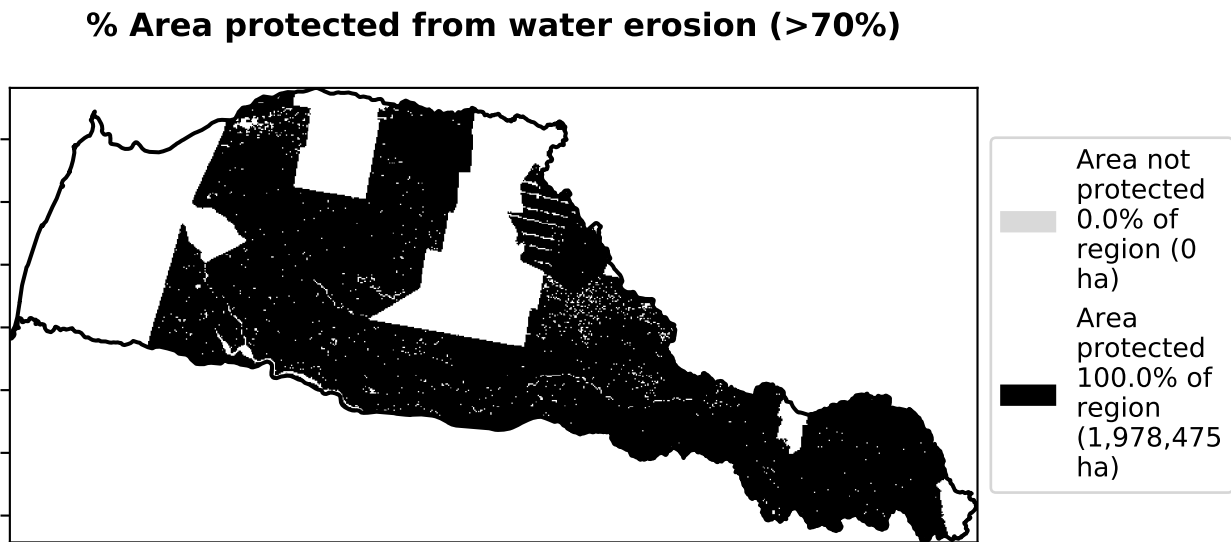 % Area protected from water erosion (>70%)
Area not
protected
0.0% of
region (0
ha)
Area
protected
100.0% of
region
(1,978,475
ha)